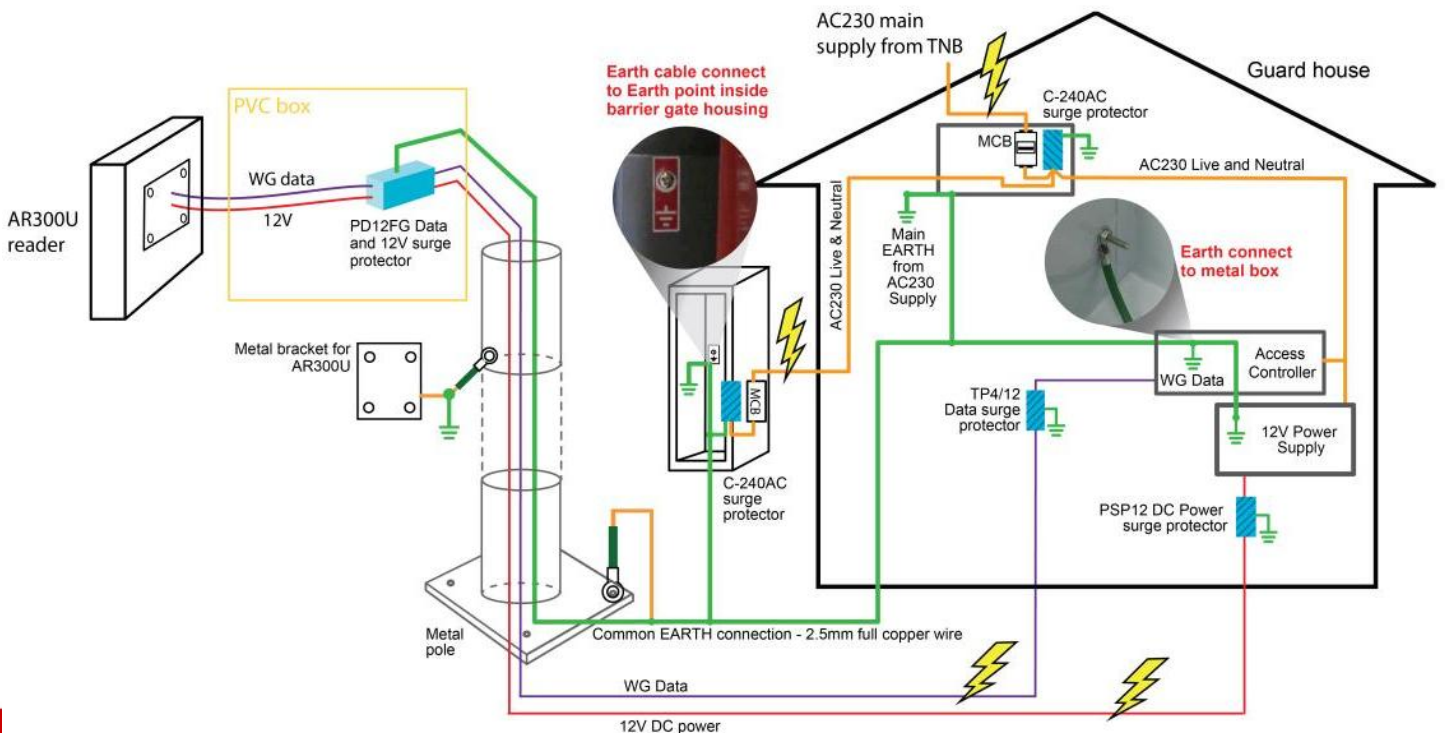 AC230 main
supply from TNB
Guard house
Earth cable connect
to Earth point inside
barrier gate housing
C-240AC
surge protector
MCB
PVC box
AC230 Live and Neutral
WG data
12V
AR300U
reader
PD12FG Data
and 12V surge
protector
Main
EARTH
from
AC230
Supply
AC230 Live & Neutral
Earth connect
to metal box
Metal bracket for
AR300U
Access
Controller
WG Data
MCB
TP4/12
Data surge
protector
12V Power
Supply
C-240AC
surge
protector
PSP12 DC Power
surge protector
Metal
pole
Common EARTH connection - 2.5mm full copper wire
WG Data
12V DC power